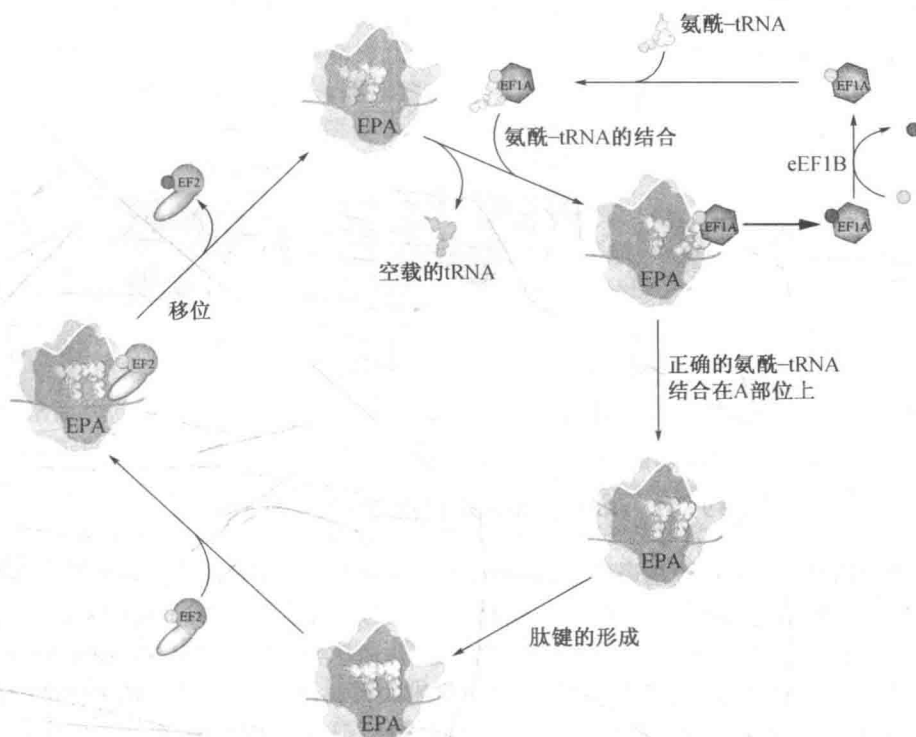 氨酰-tRNA
EF1A
EF1A
EPA
氨酰-tRNA的结合
eEF1B
EF2
EF1A
EF1A
空载的tRNA
EPA
移位
EF2
正确的氨酰-tRNA
结合在A部位上
EPA
EPA
EF2
肽键的形成
EPA